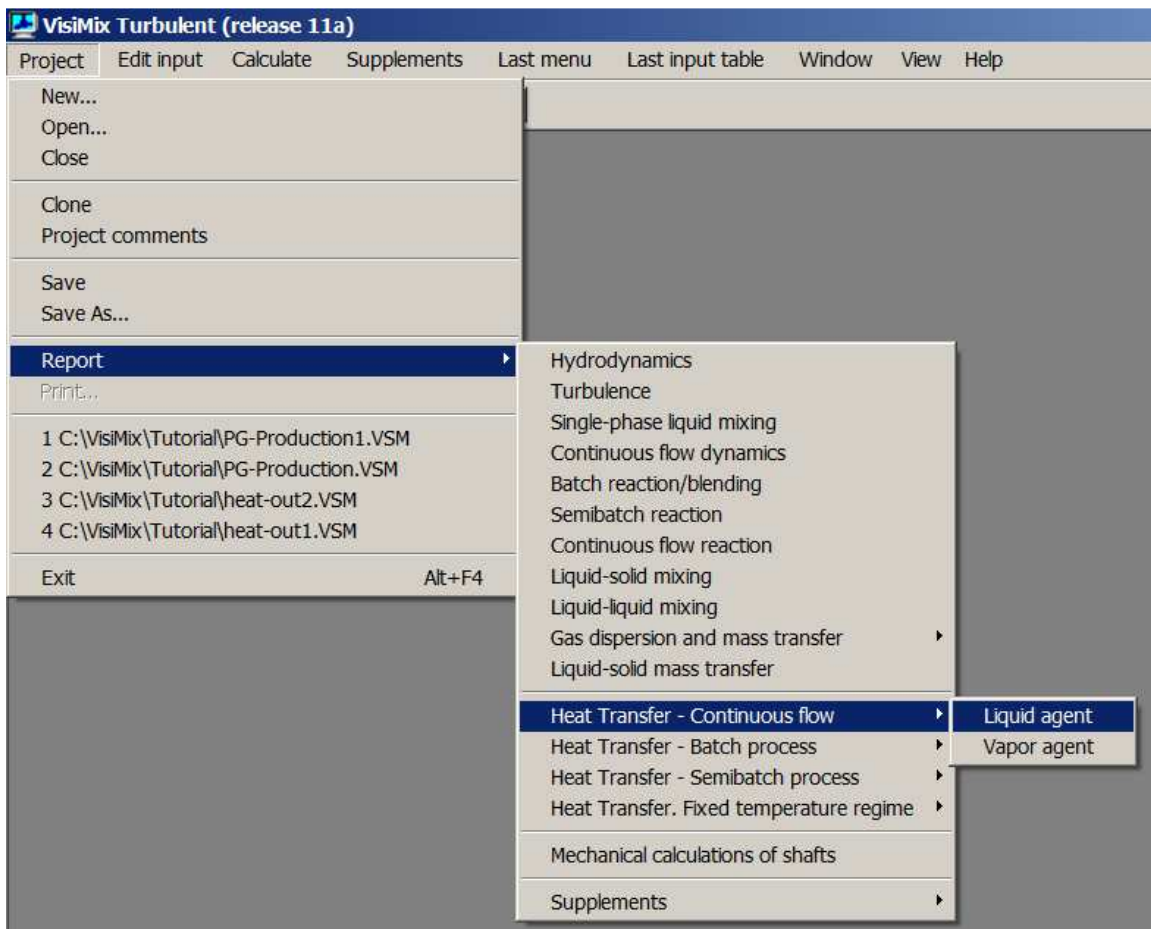 VisiMix Turbulent (release 11a)
Project Edit input Calculate Supplements Last menu Last input table Window View Help
New...
Open...
Close
Clone
Project comments
Save
Save As...
Report
Print...
1 C:\VisiMix\Tutorial\PG-Production1.VSM
2 C:\VisiMix\Tutorial\PG-Production.VSM
3 C:\VisiMix\Tutorial\heat-out2.VSM
4 C:\VisiMix\Tutorial\heat-out1.VSM
Exit Alt+F4
Hydrodynamics
Turbulence
Single-phase liquid mixing
Continuous flow dynamics
Batch reaction/blending
Semibatch reaction
Continuous flow reaction
Liquid-solid mixing
Liquid-liquid mixing
Gas dispersion and mass transfer
Liquid-solid mass transfer
Heat Transfer - Continuous flow
Heat Transfer - Batch process
Heat Transfer - Semibatch process
Heat Transfer. Fixed temperature regime
Mechanical calculations of shafts
Supplements
Liquid agent
Vapor agent